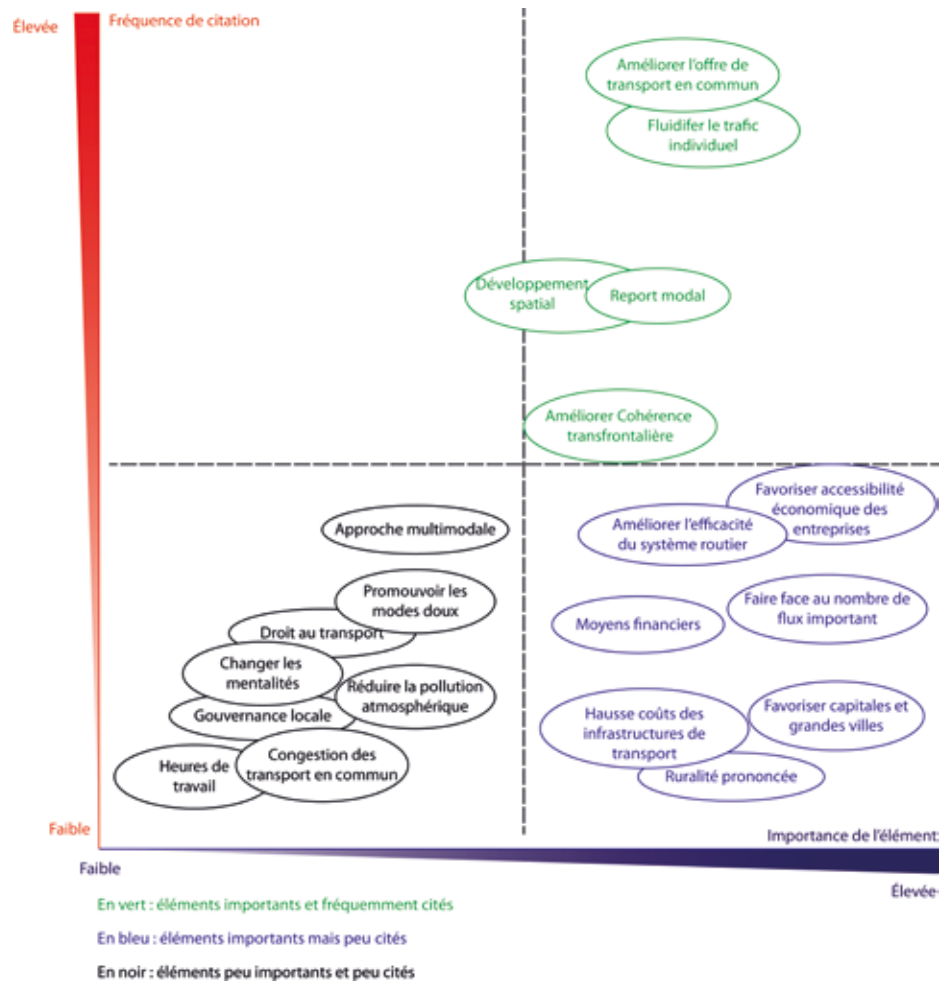 Élevée
Fréquence de citation
Améliorer l'offre de
transport en commun
Fluidifer le trafic
individuel
Développement
spatial
Report modal
Améliorer Cohérence
transfrontalière
Favoriser accessibilité
économique des
entreprises
Approche multimodale
Améliorer l'efficacité
du système routier
Promouvoir les
modes doux
Faire face au nombre de
flux important
Droit au transport
Moyens financiers
Changer les
mentalités
Réduire la pollution
atmosphérique
Gouvernance locale
Hausse coûts des
infrastructures de
transport
Favoriser capitales et
grandes villes
Heures de
travail
Congestion des
transport en commun
Ruralité prononcée
Faible
Importance de l'élément
Faible
Élevée
En vert : éléments importants et fréquemment cités
En bleu : éléments importants mais peu cités
En noir : éléments peu importants et peu cités